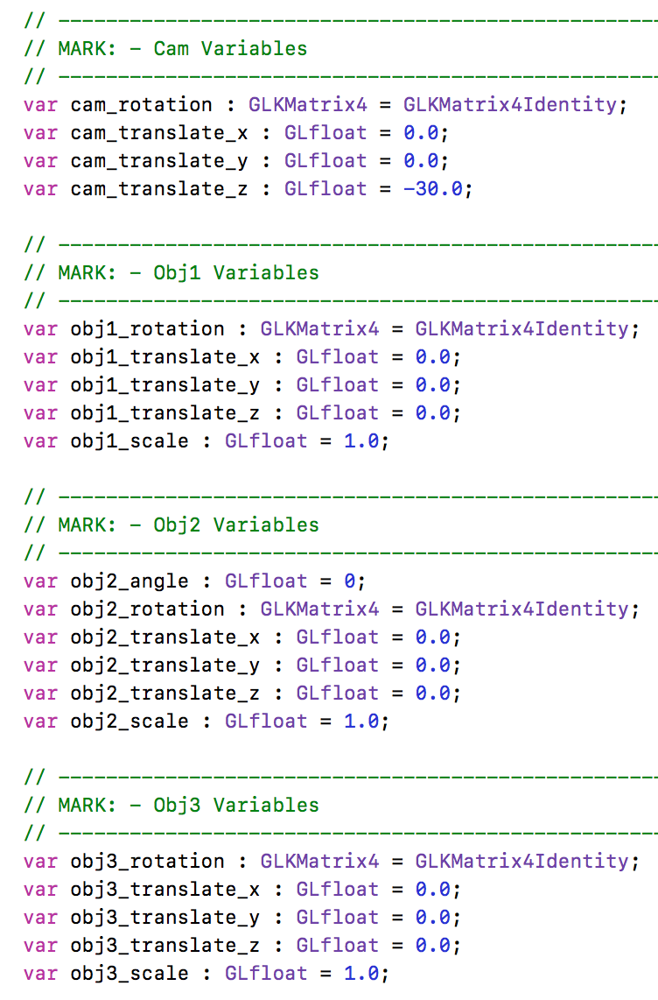 // --------------------------------------------------
// MARK: - Cam Variables
// --------------------------------------------------
var cam_rotation : GLKMatrix4 = GLKMatrix4Identity;
var cam_translate_x : GLfloat = 0.0;
var cam_translate_y : GLfloat = 0.0;
var cam_translate_z : GLfloat = -30.0;
// --------------------------------------------------
// MARK: - Obj1 Variables
// --------------------------------------------------
var obj1_rotation : GLKMatrix4 = GLKMatrix4Identity;
var obj1_translate_x : GLfloat = 0.0;
var obj1_translate_y : GLfloat = 0.0;
var obj1_translate_z : GLfloat = 0.0;
var obj1_scale : GLfloat = 1.0;
// --------------------------------------------------
// MARK: - Obj2 Variables
// --------------------------------------------------
var obj2_angle : GLfloat = 0;
var obj2_rotation : GLKMatrix4 = GLKMatrix4Identity;
var obj2_translate_x : GLfloat = 0.0;
var obj2_translate_y : GLfloat = 0.0;
var obj2_translate_z : GLfloat = 0.0;
var obj2_scale : GLfloat = 1.0;
// --------------------------------------------------
// MARK: - Obj3 Variables
// --------------------------------------------------
var obj3_rotation : GLKMatrix4 = GLKMatrix4Identity;
var obj3_translate_x : GLfloat = 0.0;
var obj3_translate_y : GLfloat = 0.0;
var obj3_translate_z : GLfloat = 0.0;
var obj3_scale : GLfloat = 1.0;